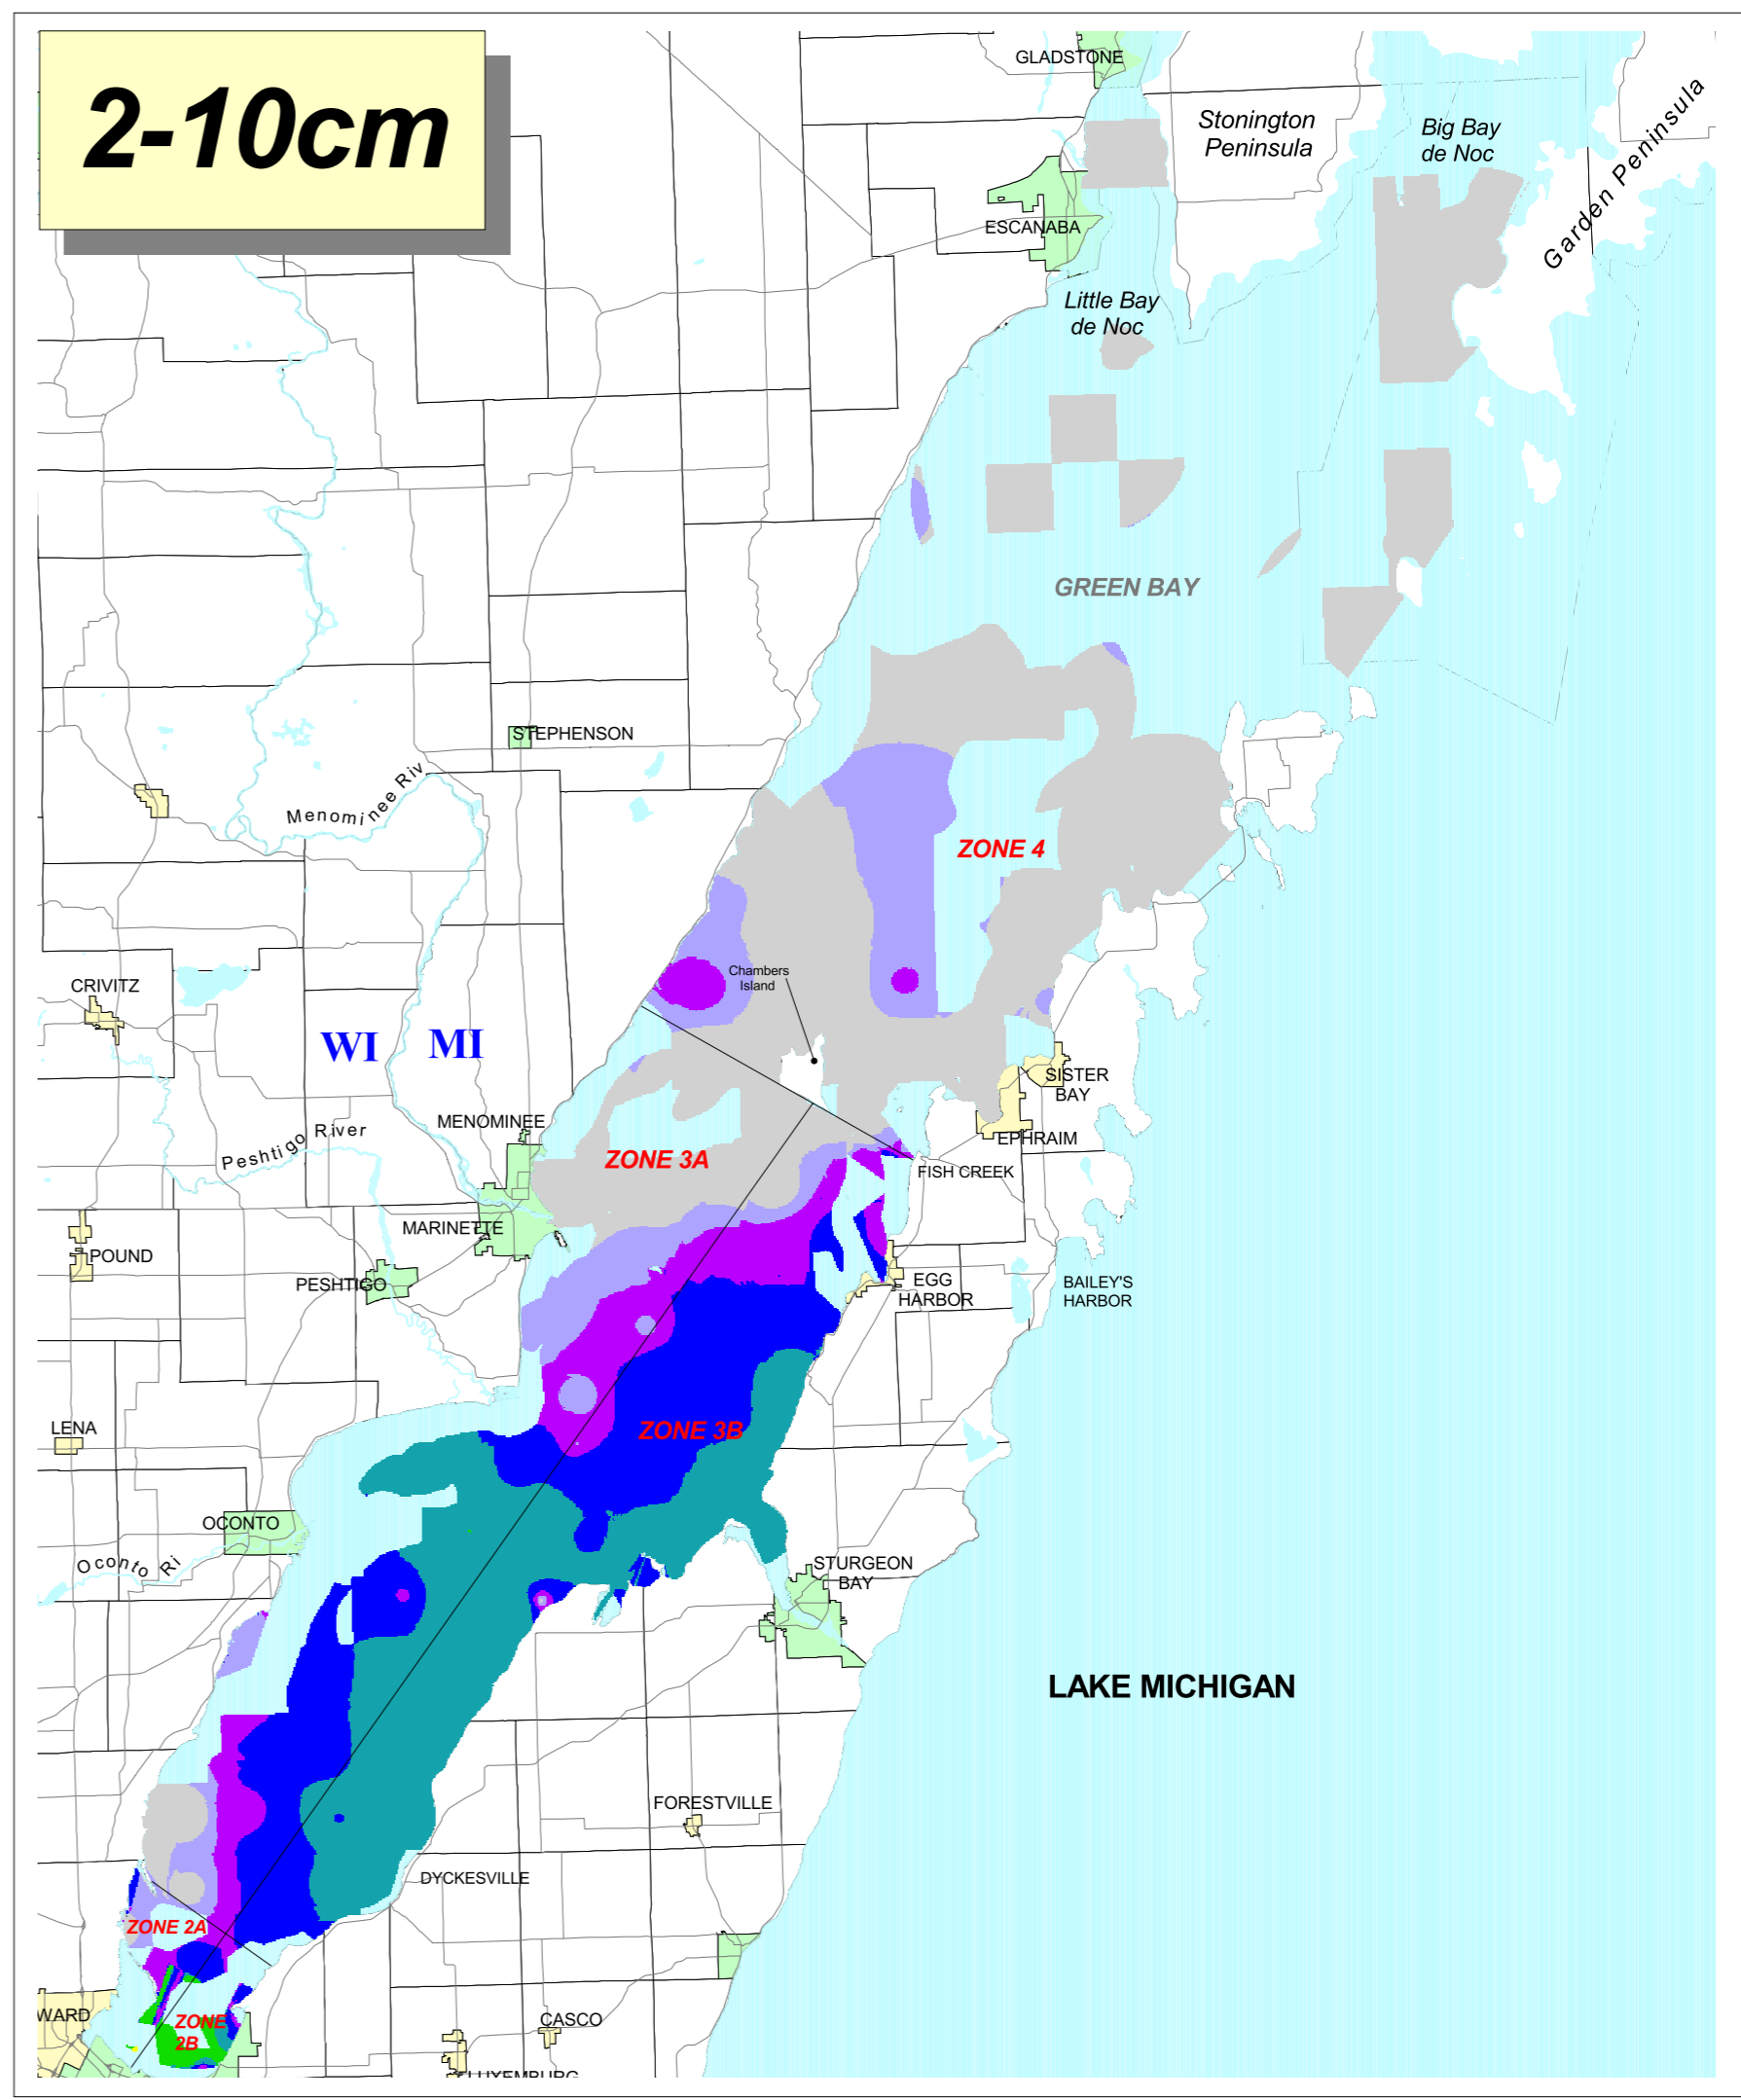 2-10cm
GLADSTONE
Stonington
Peninsula
Big Bay
de Noc
Garden Peninsula
ESCANABA
Little Bay
de Noc
GREEN BAY
STEPHENSON
Menominee Riv
ZONE 4
CRIVITZ
Chambers
Island
WI
MI
SISTER
BAY
MENOMINEE
EPHRAIM
Peshtigo River
ZONE 3A
FISH CREEK
MARINETTE
POUND
PESHTIGO
EGG
HARBOR
BAILEY'S
HARBOR
LENA
ZONE 3B
OCONTO
Oconto Ri
STURGEON
BAY
LAKE MICHIGAN
FORESTVILLE
DYCKESVILLE
ZONE 2A
WARD
ZONE
2B
CASCO
LUXEMBURG